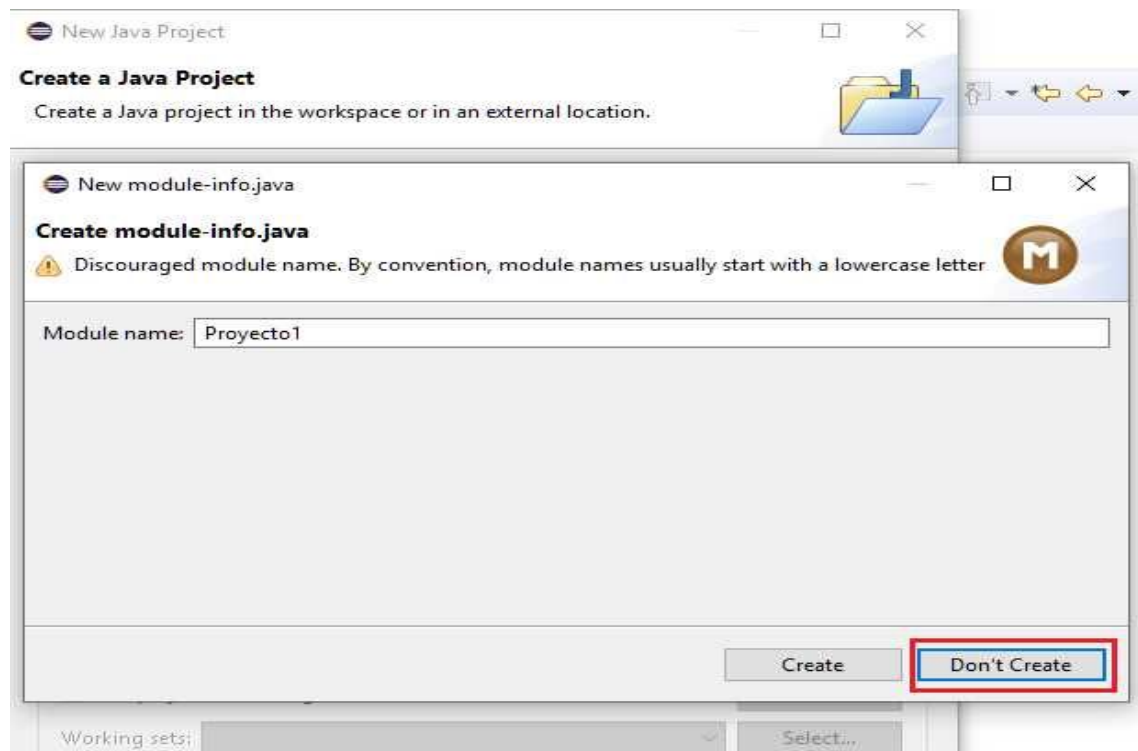 New Java Project
Create a Java Project
Create a Java project in the workspace or in an external location.
New module-info.java
Create module-info.java
Discouraged module name. By convention, module names usually start with a lowercase letter
M
Module name: Proyecto1
Create Don't Create
Working sets: Select...